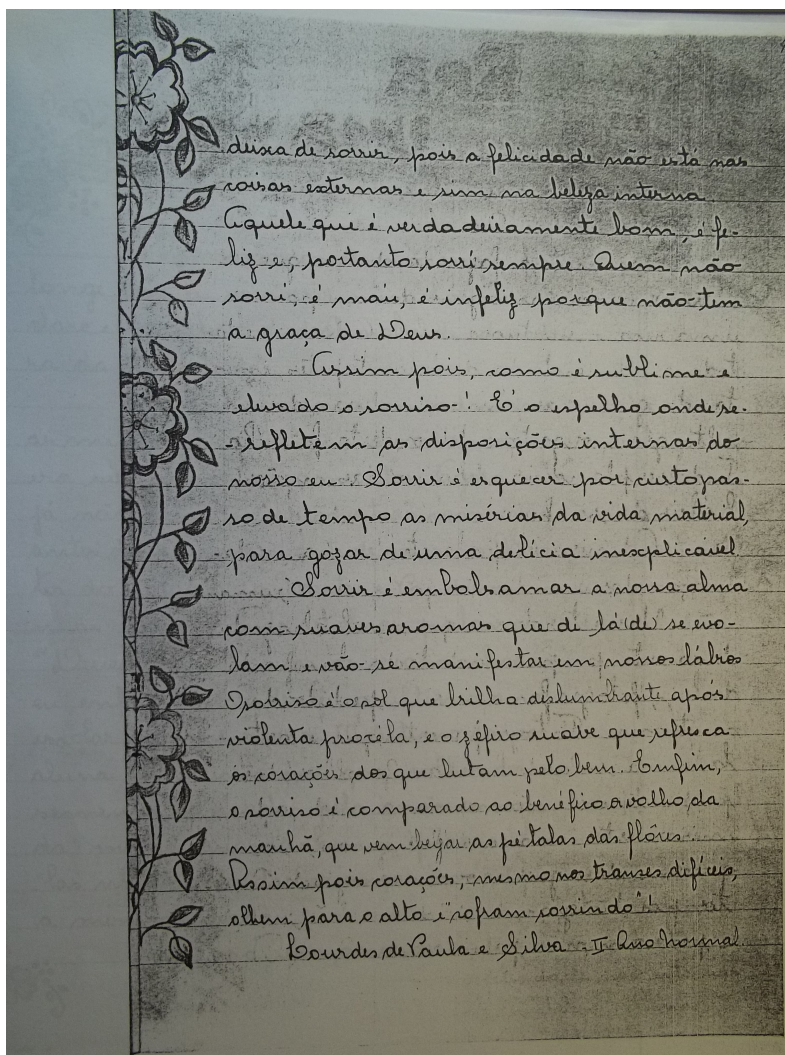 deixa de sorrir, pois a felicidade não está nas
coisas externas e sim na beleza interna.
Aquele que é verdadeiramente bom, é fe-
liz e, portanto sorri sempre. Quem não
sorri, é mau, é infeliz porque não tem
a graça de Deus.
Assim pois, como é sublime e
elevado o sorriso! É o espelho onde se
refletem as disposições internas do
nosso eu. Sorrir é esquecer por curto pas-
so de tempo as misérias da vida material,
para gozar de uma delícia inexplicavel
Sorrir é embalsamar a nossa alma
com suaves aromas que de lá (de) se evo-
lam e vão se manifestar em nossos lábios
O sorriso é o sol que brilha deslumbrante após
violenta procéla, e o zéfiro suave que refresca
os corações dos que lutam pelo bem. Emfim,
o sorriso é comparado ao benéfico orvolho da
manhã, que vem beijar as pétalas das flôres.
Assim pois corações, mesmo nos transes difíceis,
olhem para o alto e "sofram sorrindo"!
Lourdes de Paula e Silva - II Ano Normal